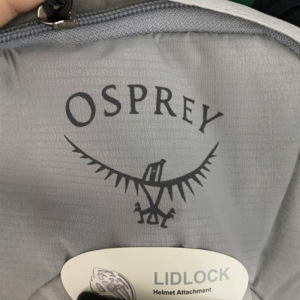 OSPREY
LIDLOCK
Helmet Attachment